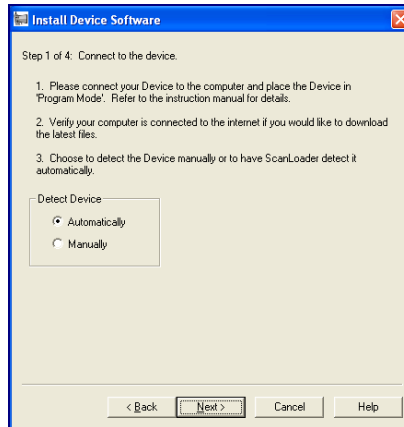 Install Device Software
Step 1 of 4: Connect to the device.
1. Please connect your Device to the computer and place the Device in
'Program Mode'. Refer to the instruction manual for details.
2. Verify your computer is connected to the internet if you would like to download
the latest files.
3. Choose to detect the Device manually or to have ScanLoader detect it
automatically.
Detect Device
Automatically
Manually
< Back Next > Cancel Help